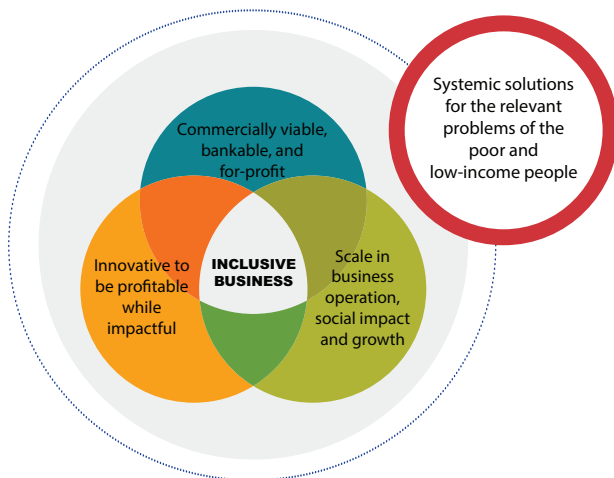 Systemic solutions
for the relevant
problems of the
poor and
low-income people
Commercially viable,
bankable, and
for-profit
Innovative to
be profitable
while
impactful
INCLUSIVE
BUSINESS
Scale in
business
operation,
social impact
and growth